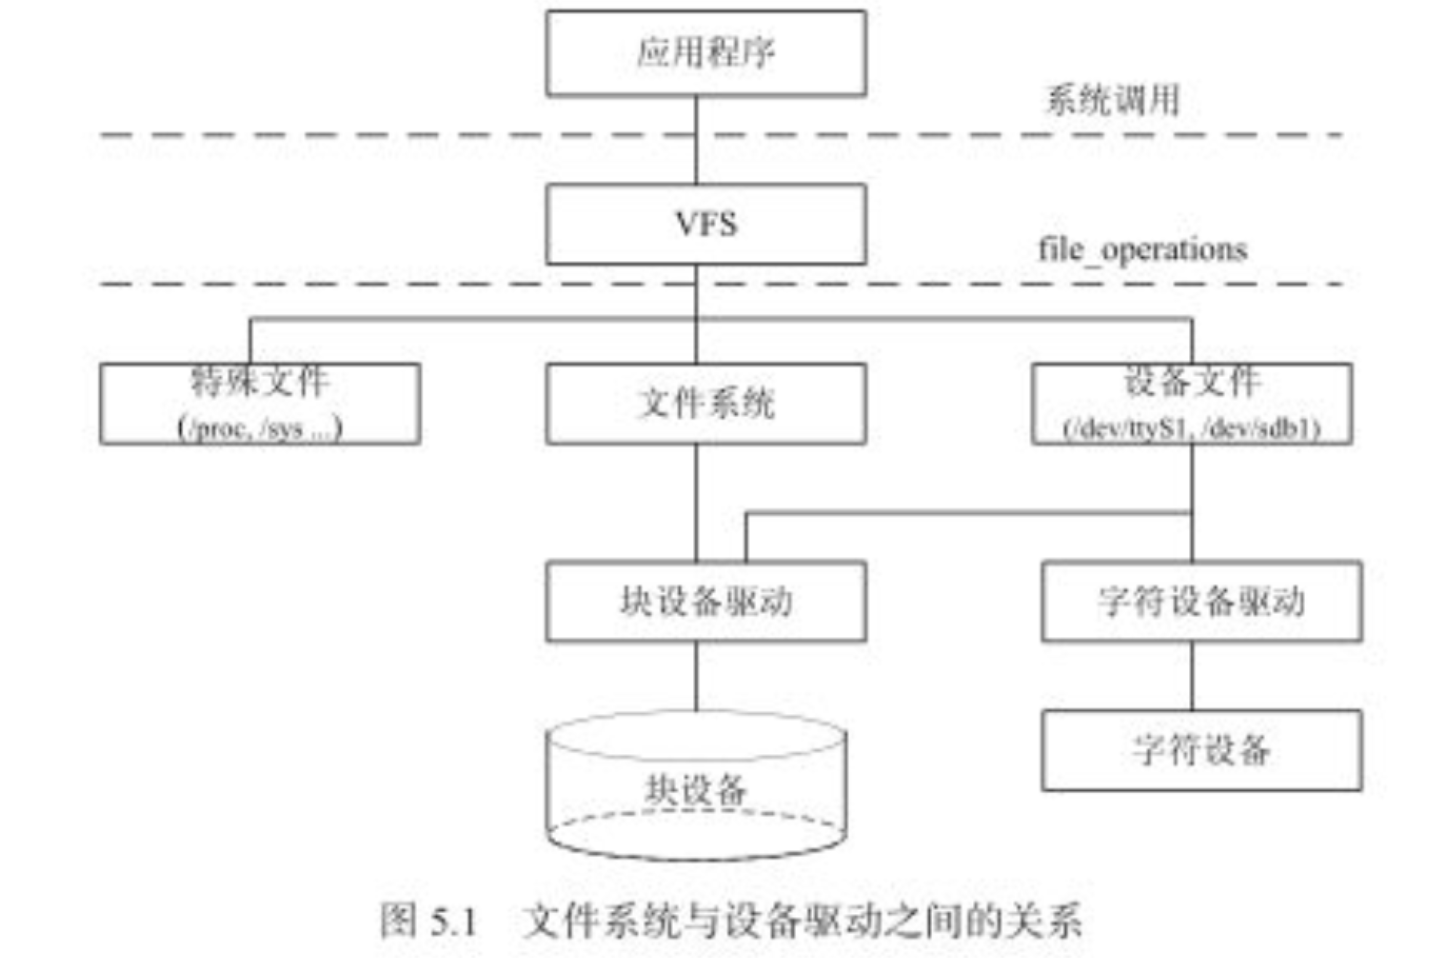 应用程序
系统调用
VFS
file_operations
特殊文件
(/proc, /sys ...)
文件系统
设备文件
(/dev/ttyS1, /dev/sdb1)
块设备驱动
字符设备驱动
块设备
字符设备
图 5.1 文件系统与设备驱动之间的关系